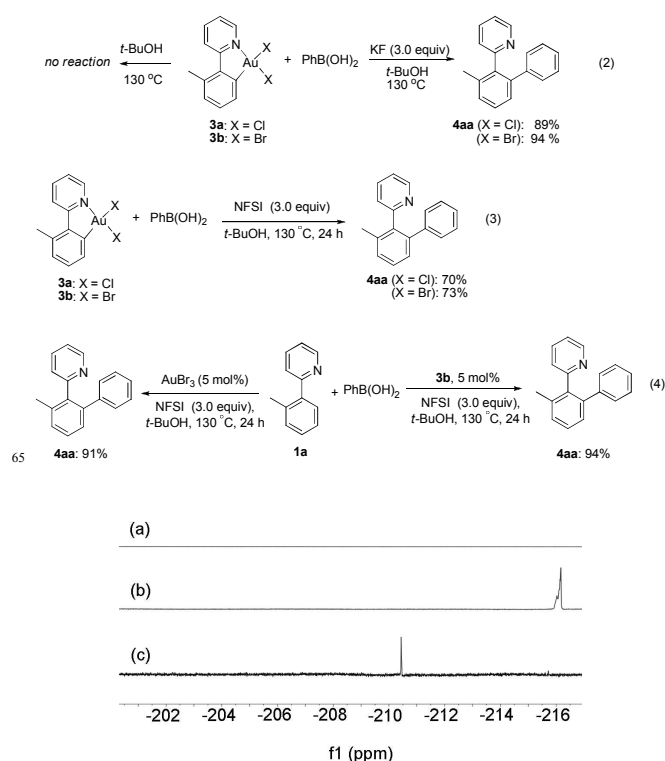 no reaction
t-BuOH
130 °C
N
Au
X
X
+ PhB(OH)2
KF (3.0 equiv)
t-BuOH
130 °C
N
(2)
3a: X = Cl
3b: X = Br
4aa (X = Cl): 89%
(X = Br): 94 %
N
Au
X
X
+ PhB(OH)2
NFSI (3.0 equiv)
t-BuOH, 130 °C, 24 h
N
(3)
3a: X = Cl
3b: X = Br
4aa (X = Cl): 70%
(X = Br): 73%
N
AuBr3 (5 mol%)
NFSI (3.0 equiv),
t-BuOH, 130 °C, 24 h
N
+ PhB(OH)2
3b, 5 mol%
NFSI (3.0 equiv),
t-BuOH, 130 °C, 24 h
N
(4)
65
4aa: 91%
1a
4aa: 94%
(a)
(b)
(c)
-202 -204 -206 -208 -210 -212 -214 -216
f1 (ppm)